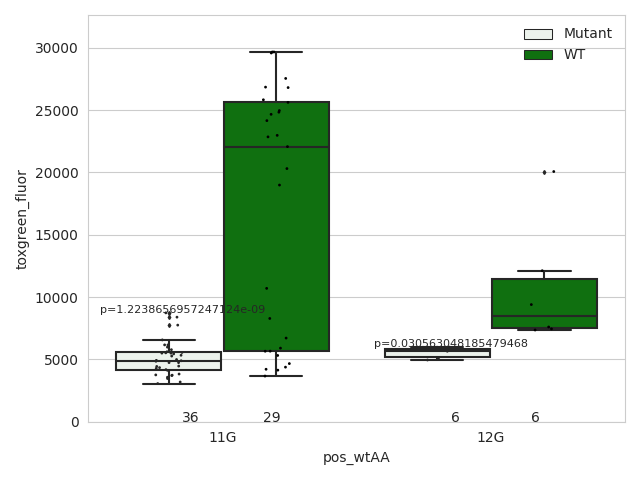 30000
25000
20000
15000
10000
5000
0
toxgreen_fluor
Mutant
WT
p=1.2238656957247124e-09
p=0.030563048185479468
36
29
6
6
11G
12G
pos_wtAA